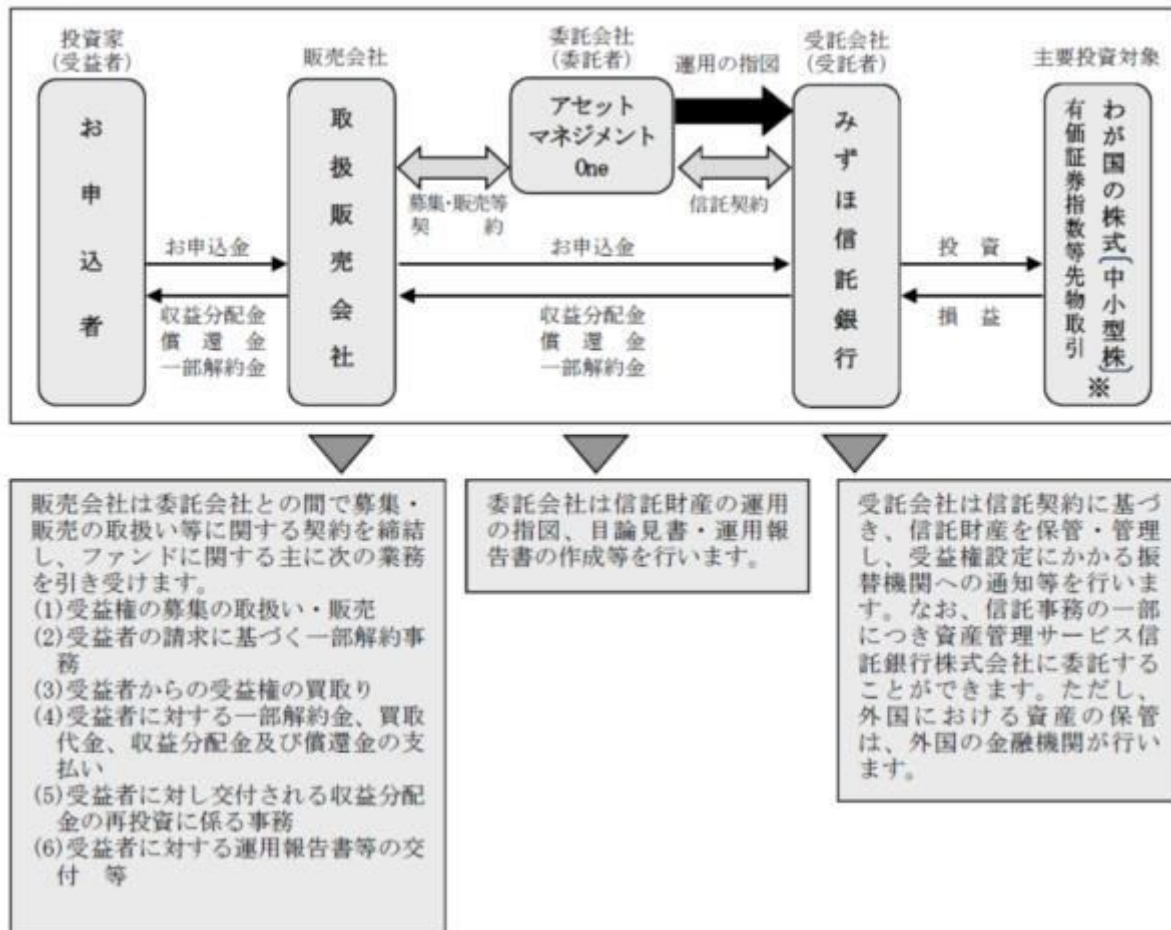 投資家
(受益者)
販売会社
委託会社
(委託者)
運用の指図
受託会社
(受託者)
主要投資対象
お申込者
取扱販売会社
アセット
マネジメント
One
みずほ信託銀行
わが国の株式(中小型株)※
有価証券指数等先物取引
募集・販売等
契　　約
信託契約
お申込金
収益分配金
償　還　金
一部解約金
お申込金
収益分配金
償　還　金
一部解約金
投　資
損　益
販売会社は委託会社との間で募集・
販売の取扱い等に関する契約を締結
し、ファンドに関する主に次の業務
を引き受けます。
(1)受益権の募集の取扱い・販売
(2)受益者の請求に基づく一部解約事
務
(3)受益者からの受益権の買取り
(4)受益者に対する一部解約金、買取
代金、収益分配金及び償還金の支
払い
(5)受益者に対し交付される収益分配
金の再投資に係る事務
(6)受益者に対する運用報告書等の交
付　等
委託会社は信託財産の運用
の指図、目論見書・運用報
告書の作成等を行います。
受託会社は信託契約に基づ
き、信託財産を保管・管理
し、受益権設定にかかる振
替機関への通知等を行いま
す。なお、信託事務の一部
につき資産管理サービス信
託銀行株式会社に委託する
ことができます。ただし、
外国における資産の保管
は、外国の金融機関が行い
ます。